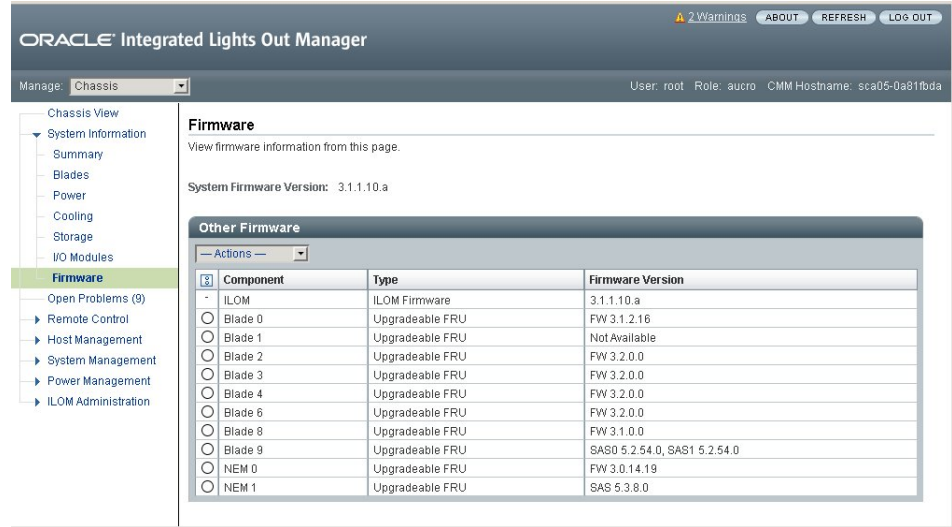 2 Warnings ABOUT REFRESH LOG OUT
ORACLE® Integrated Lights Out Manager
Manage: Chassis User: root Role: aucro CMM Hostname: sca05-0a81fbda
Chassis View
System Information
Summary
Blades
Power
Cooling
Storage
I/O Modules
Firmware
Open Problems (9)
Remote Control
Host Management
System Management
Power Management
ILOM Administration
Firmware
View firmware information from this page.
System Firmware Version: 3.1.1.10.a
Other Firmware
— Actions —
Component Type Firmware Version
- ILOM ILOM Firmware 3.1.1.10.a
Blade 0 Upgradeable FRU FW 3.1.2.16
Blade 1 Upgradeable FRU Not Available
Blade 2 Upgradeable FRU FW 3.2.0.0
Blade 3 Upgradeable FRU FW 3.2.0.0
Blade 4 Upgradeable FRU FW 3.2.0.0
Blade 6 Upgradeable FRU FW 3.2.0.0
Blade 8 Upgradeable FRU FW 3.1.0.0
Blade 9 Upgradeable FRU SAS0 5.2.54.0, SAS1 5.2.54.0
NEM 0 Upgradeable FRU FW 3.0.14.19
NEM 1 Upgradeable FRU SAS 5.3.8.0